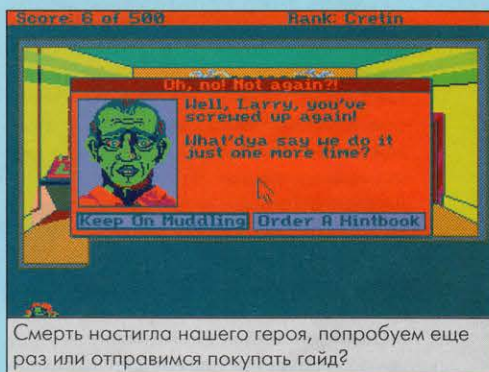 Score: 6 of 500 Rank: Cretin
Oh, no! Not again?!
Well, Larry, you've
screwed up again!
What'dya say we do it
just one more time?
Keep On Muddling Order A Hintbook
Смерть настигла нашего героя, попробуем еще
раз или отправимся покупать гайд?